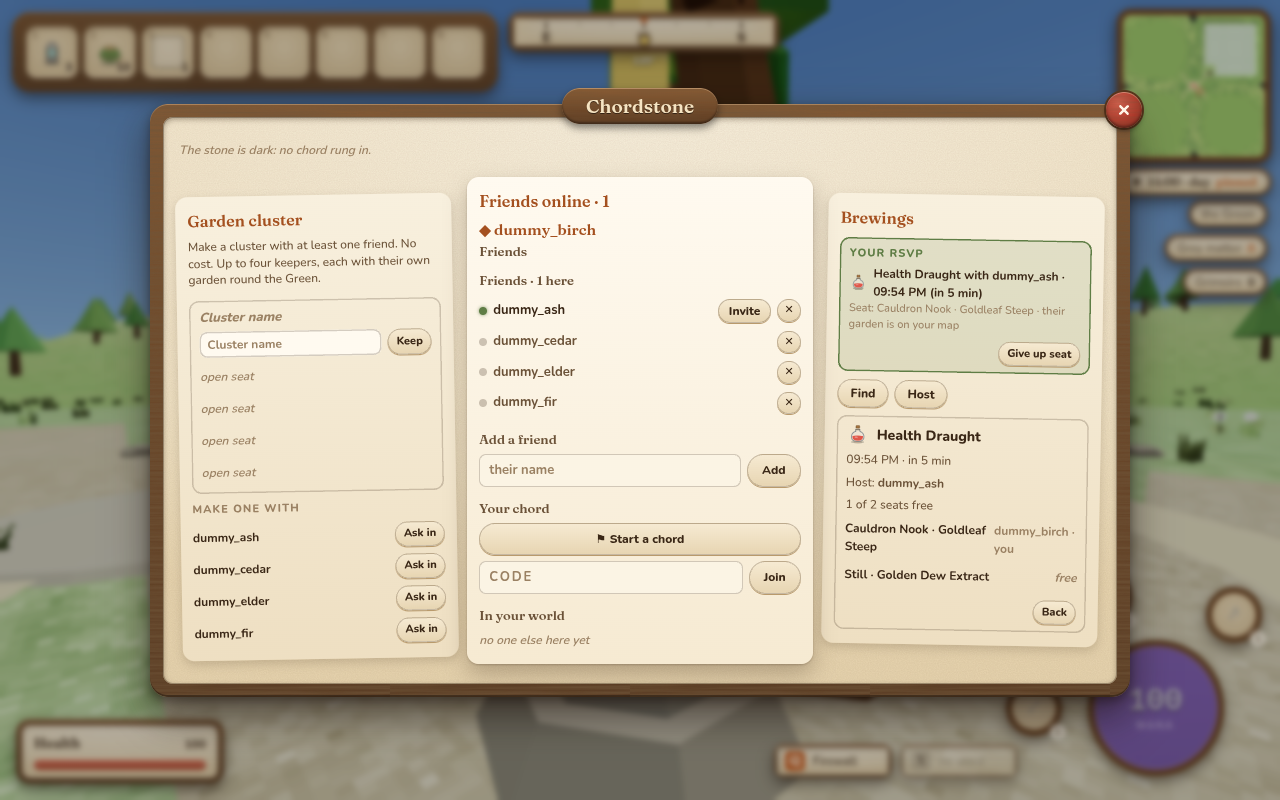 Chordstone
×
The stone is dark: no chord rung in.
Garden cluster
Make a cluster with at least one friend. No
cost. Up to four keepers, each with their own
garden round the Green.
Cluster name
Cluster name
Keep
open seat
open seat
open seat
open seat
MAKE ONE WITH
dummy_ash
Ask in
dummy_cedar
Ask in
dummy_elder
Ask in
dummy_fir
Ask in
Friends online · 1
◆ dummy_birch
Friends
Friends · 1 here
dummy_ash
Invite
×
dummy_cedar
×
dummy_elder
×
dummy_fir
×
Add a friend
their name
Add
Your chord
⚑ Start a chord
CODE
Join
In your world
no one else here yet
Brewings
YOUR RSVP
Health Draught with dummy_ash ·
09:54 PM (in 5 min)
Seat: Cauldron Nook · Goldleaf Steep · their
garden is on your map
Give up seat
Find
Host
Health Draught
09:54 PM · in 5 min
Host: dummy_ash
1 of 2 seats free
Cauldron Nook · Goldleaf
Steep
dummy_birch ·
you
Still · Golden Dew Extract
free
Back
Health
100
100